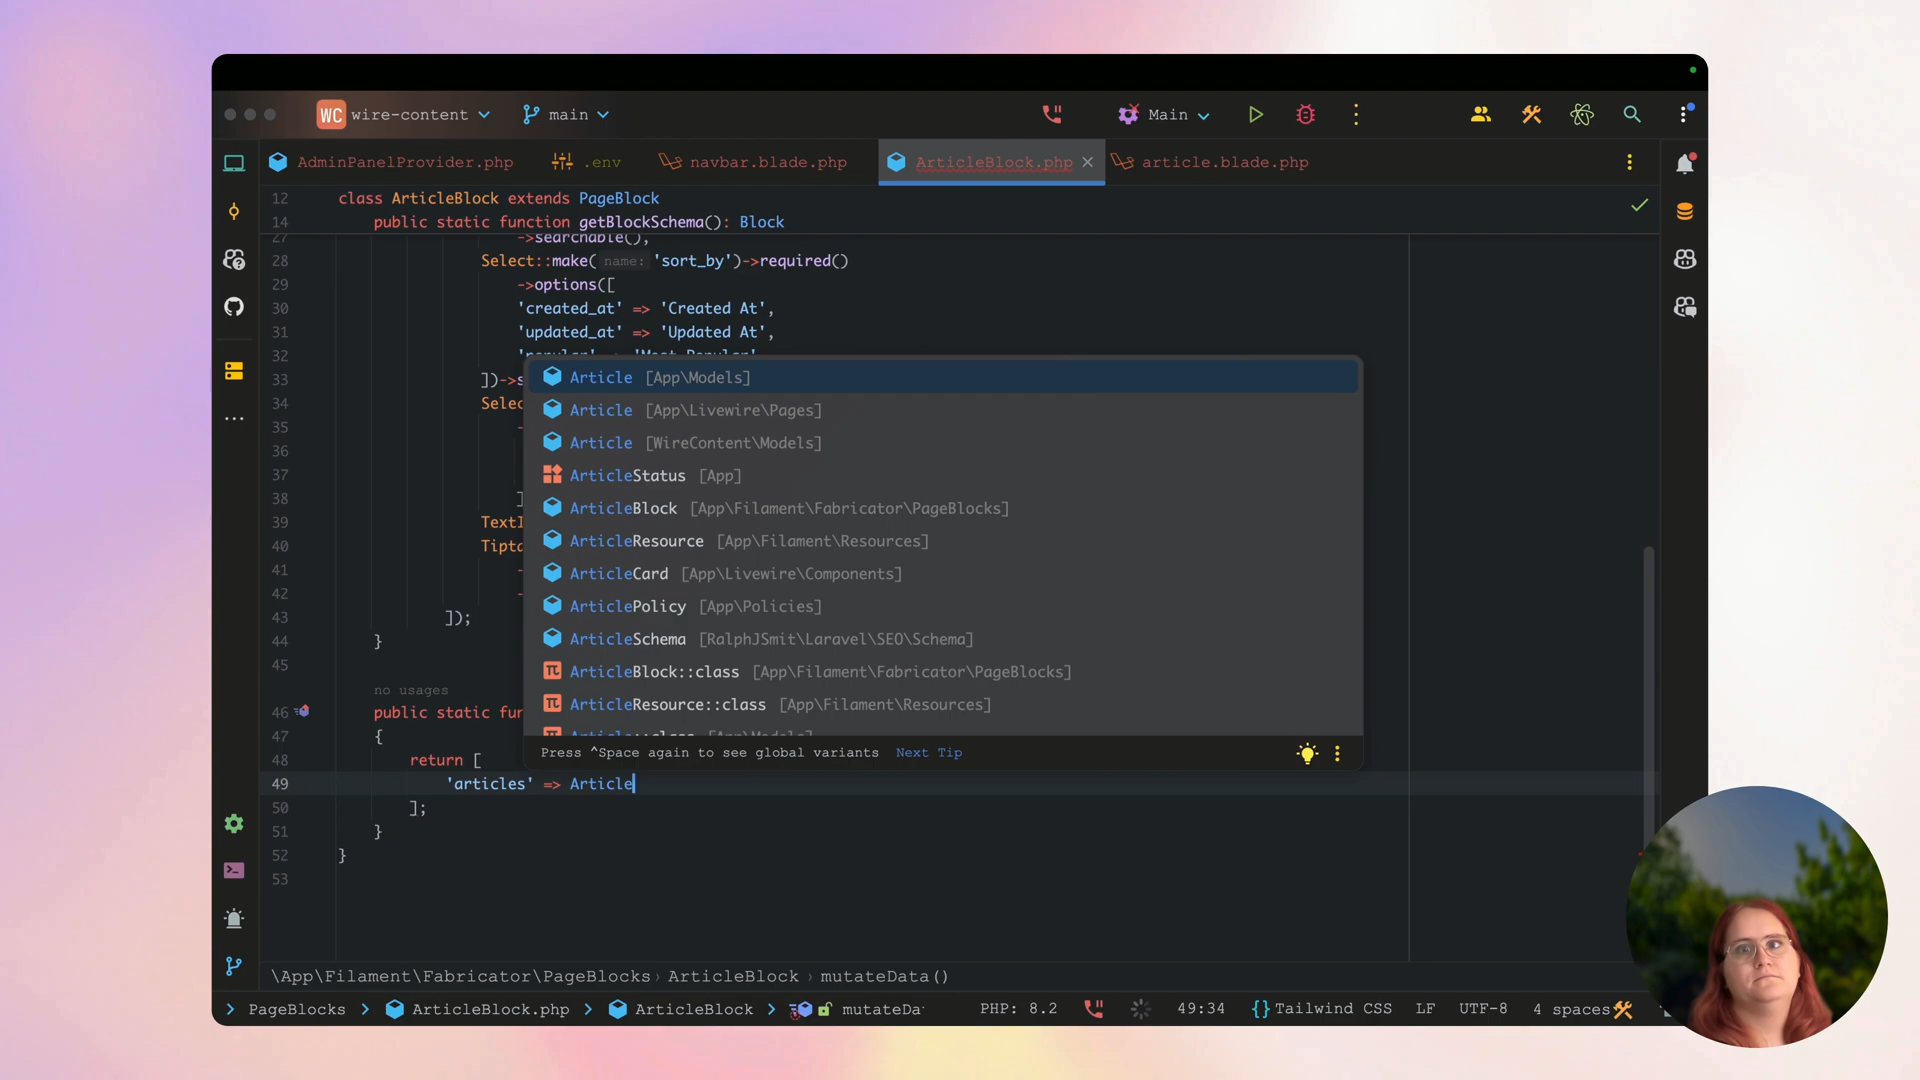 WC wire-content main Main
AdminPanelProvider.php .env navbar.blade.php ArticleBlock.php article.blade.php
12 class ArticleBlock extends PageBlock
14 public static function getBlockSchema(): Block
27 ->searchable(),
28 Select::make( name: 'sort_by')->required()
29 ->options([
30 'created_at' => 'Created At',
31 'updated_at' => 'Updated At',
32 'popular' => 'Most Popular'
33 ])->s
34 Selec
35
36
37
38 ]
39 TextI
40 Tipta
41
42
43 ]);
44 }
45
Article [App\Models]
Article [App\Livewire\Pages]
Article [WireContent\Models]
ArticleStatus [App]
ArticleBlock [App\Filament\Fabricator\PageBlocks]
ArticleResource [App\Filament\Resources]
ArticleCard [App\Livewire\Components]
ArticlePolicy [App\Policies]
ArticleSchema [RalphJSmit\Laravel\SEO\Schema]
ArticleBlock::class [App\Filament\Fabricator\PageBlocks]
ArticleResource::class [App\Filament\Resources]
Article::class [App\Models]
Press ^Space again to see global variants Next Tip
no usages
46 public static fun
47 {
48 return [
49 'articles' => Article
50 ];
51 }
52 }
53
\App\Filament\Fabricator\PageBlocks › ArticleBlock › mutateData()
PageBlocks ArticleBlock.php ArticleBlock mutateDa PHP: 8.2 49:34 {} Tailwind CSS LF UTF-8 4 spaces